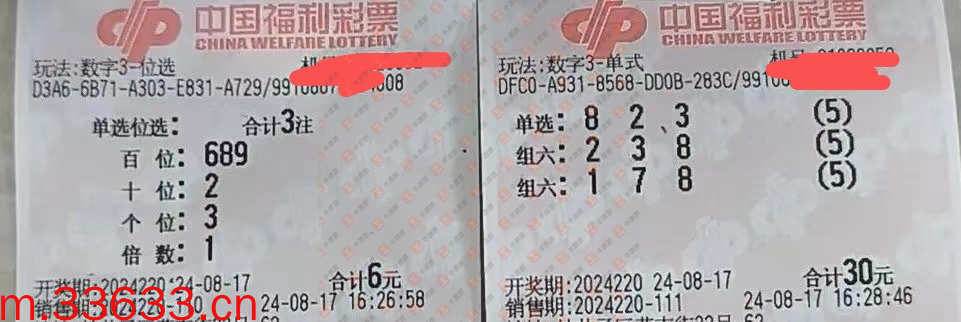 中国福利彩票
CHINA WELFARE LOTTERY
玩法:数字3-位选
D3A6-6B71-A303-E831-A729/
单选位选: 合计3注
百 位: 689
十 位: 2
个 位: 3
倍 数: 1
开奖期:2024220 24-08-17 合计6元
销售期:2024220- 24-08-17 16:26:58
中国福利彩票
CHINA WELFARE LOTTERY
玩法:数字3-单式
DFC0-A931-8568-DD0B-283C/
单选: 8 2 3 (5)
组六: 2 3 8 (5)
组六: 1 7 8 (5)
开奖期:2024220 24-08-17 合计30元
销售期:2024220-111 24-08-17 16:28:46
m.33633.cn